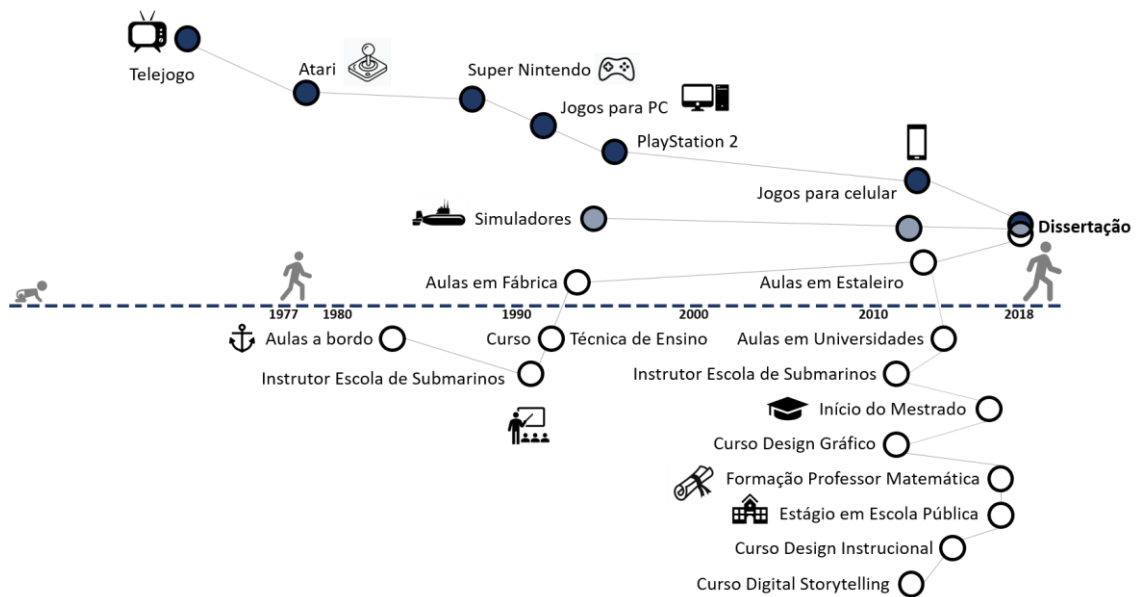 Telejogo
Atari
Super Nintendo
Jogos para PC
PlayStation 2
Jogos para celular
Simuladores
Dissertação
Aulas em Fábrica
Aulas em Estaleiro
1977 1980 1990 2000 2010 2018
Aulas a bordo
Curso Técnica de Ensino
Aulas em Universidades
Instrutor Escola de Submarinos
Instrutor Escola de Submarinos
Início do Mestrado
Curso Design Gráfico
Formação Professor Matemática
Estágio em Escola Pública
Curso Design Instrucional
Curso Digital Storytelling